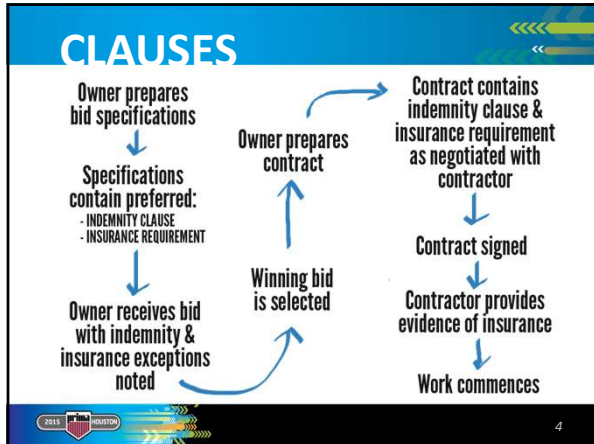 CLAUSES
Owner prepares
bid specifications
Specifications
contain preferred:
- INDEMNITY CLAUSE
- INSURANCE REQUIREMENT
Owner receives bid
with indemnity &
insurance exceptions
noted
Winning bid
is selected
Owner prepares
contract
Contract contains
indemnity clause &
insurance requirement
as negotiated with
contractor
Contract signed
Contractor provides
evidence of insurance
Work commences
2015 prima HOUSTON
4